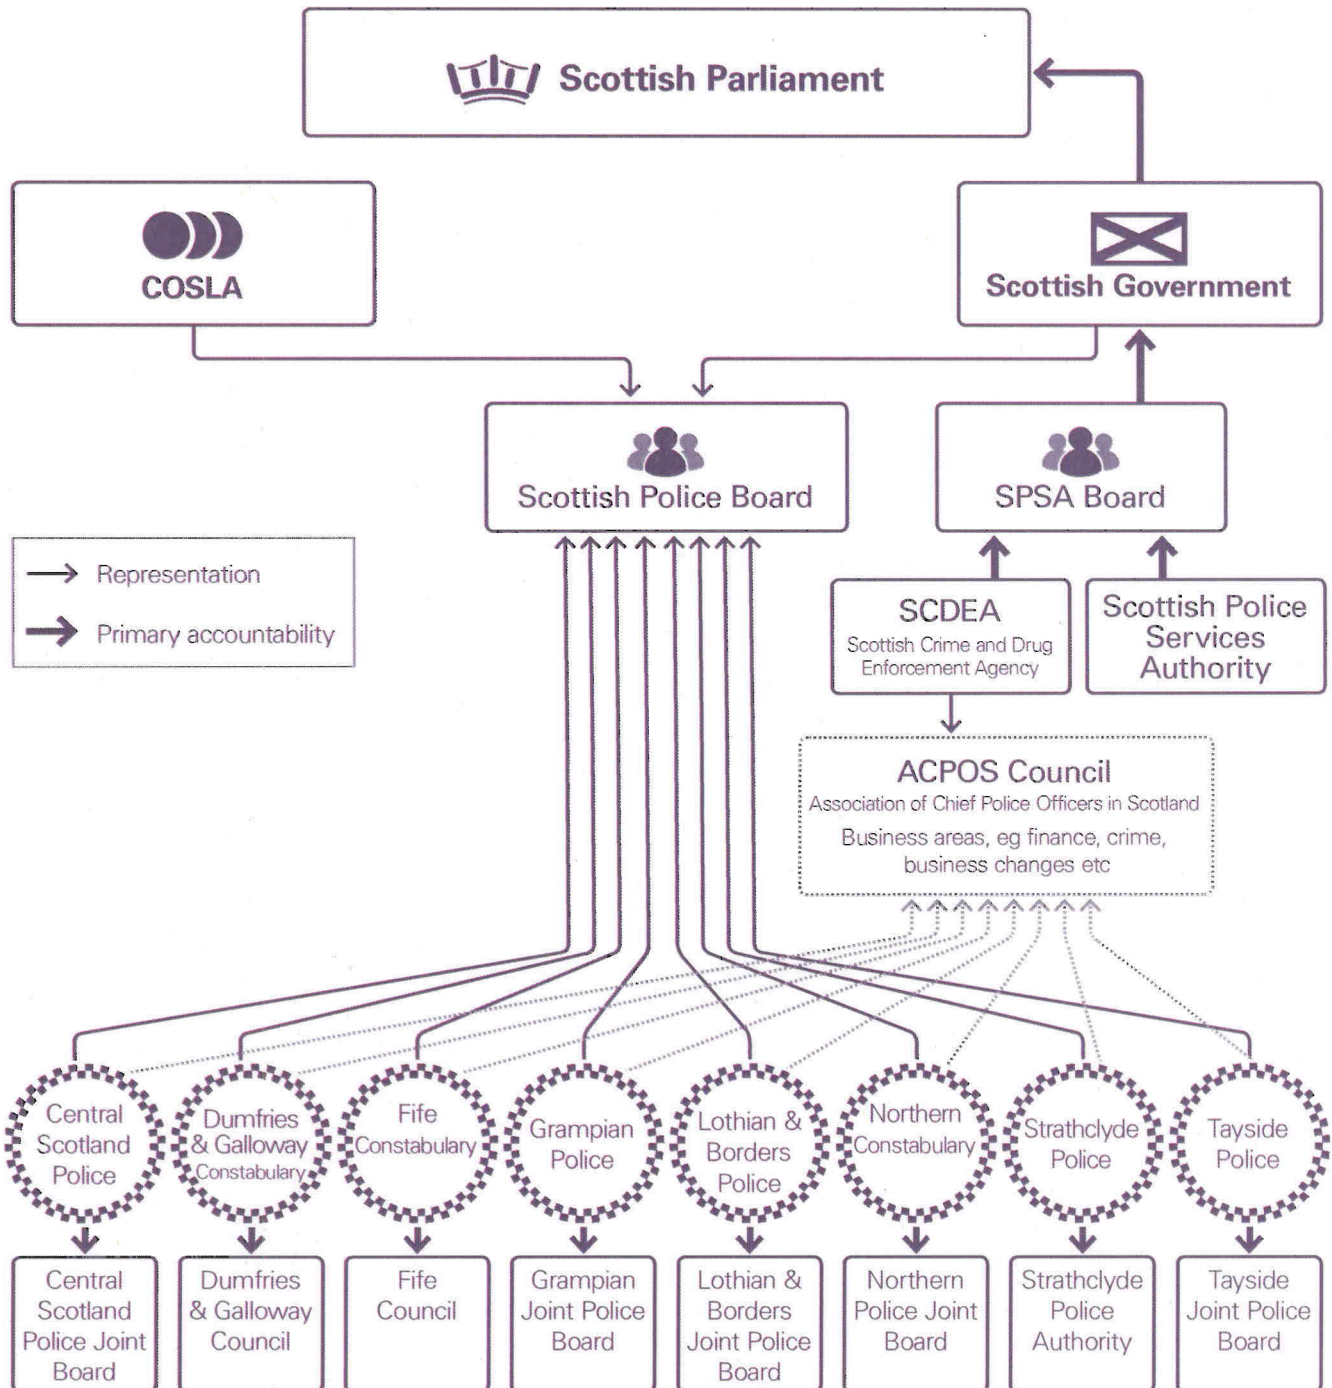 Scottish Parliament
COSLA
Scottish Government
Scottish Police Board
SPSA Board
Representation
Primary accountability
SCDEA
Scottish Crime and Drug
Enforcement Agency
Scottish Police
Services
Authority
ACPOS Council
Association of Chief Police Officers in Scotland
Business areas, eg finance, crime,
business changes etc
Central
Scotland
Police
Dumfries
& Galloway
Constabulary
Fife
Constabulary
Grampian
Police
Lothian &
Borders
Police
Northern
Constabulary
Strathclyde
Police
Tayside
Police
Central
Scotland
Police Joint
Board
Dumfries
& Galloway
Council
Fife
Council
Grampian
Joint Police
Board
Lothian &
Borders
Joint Police
Board
Northern
Police Joint
Board
Strathclyde
Police
Authority
Tayside
Joint Police
Board